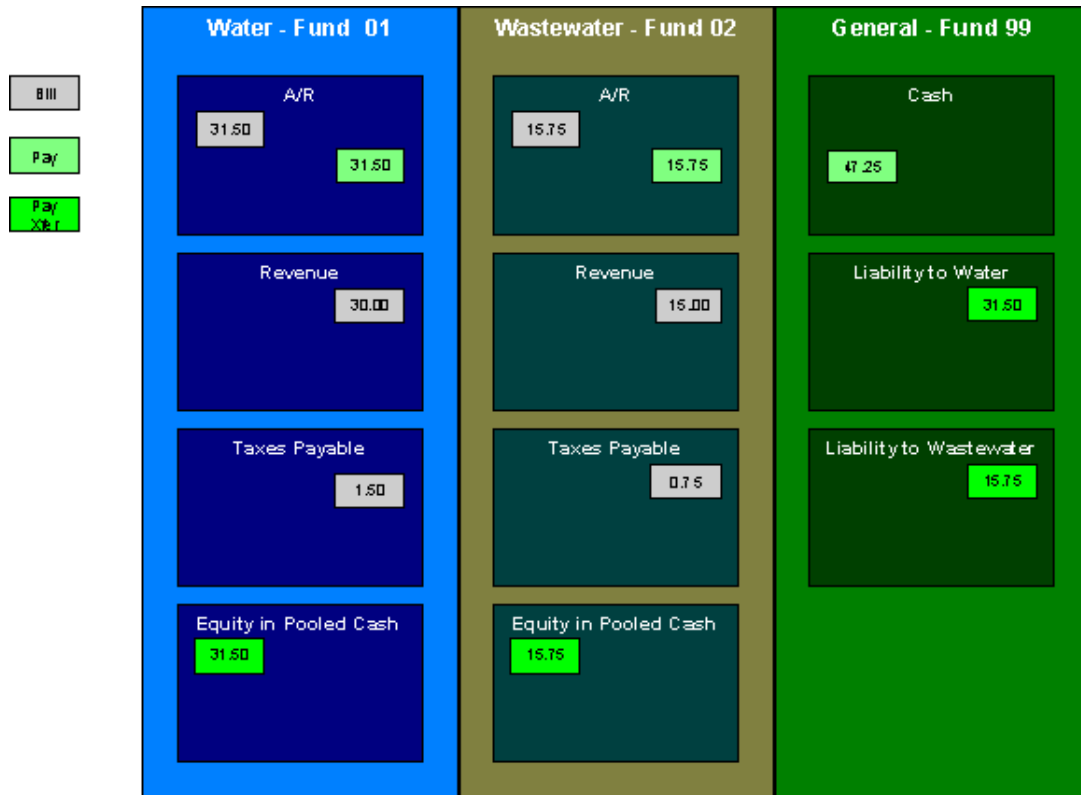 Water - Fund 01
Wastewater - Fund 02
General - Fund 99
Bill
Pay
Pay
Xfer
A/R
31.50
31.50
A/R
15.75
15.75
Cash
47.25
Revenue
30.00
Revenue
15.00
Liability to Water
31.50
Taxes Payable
1.50
Taxes Payable
0.75
Liability to Wastewater
15.75
Equity in Pooled Cash
31.50
Equity in Pooled Cash
15.75